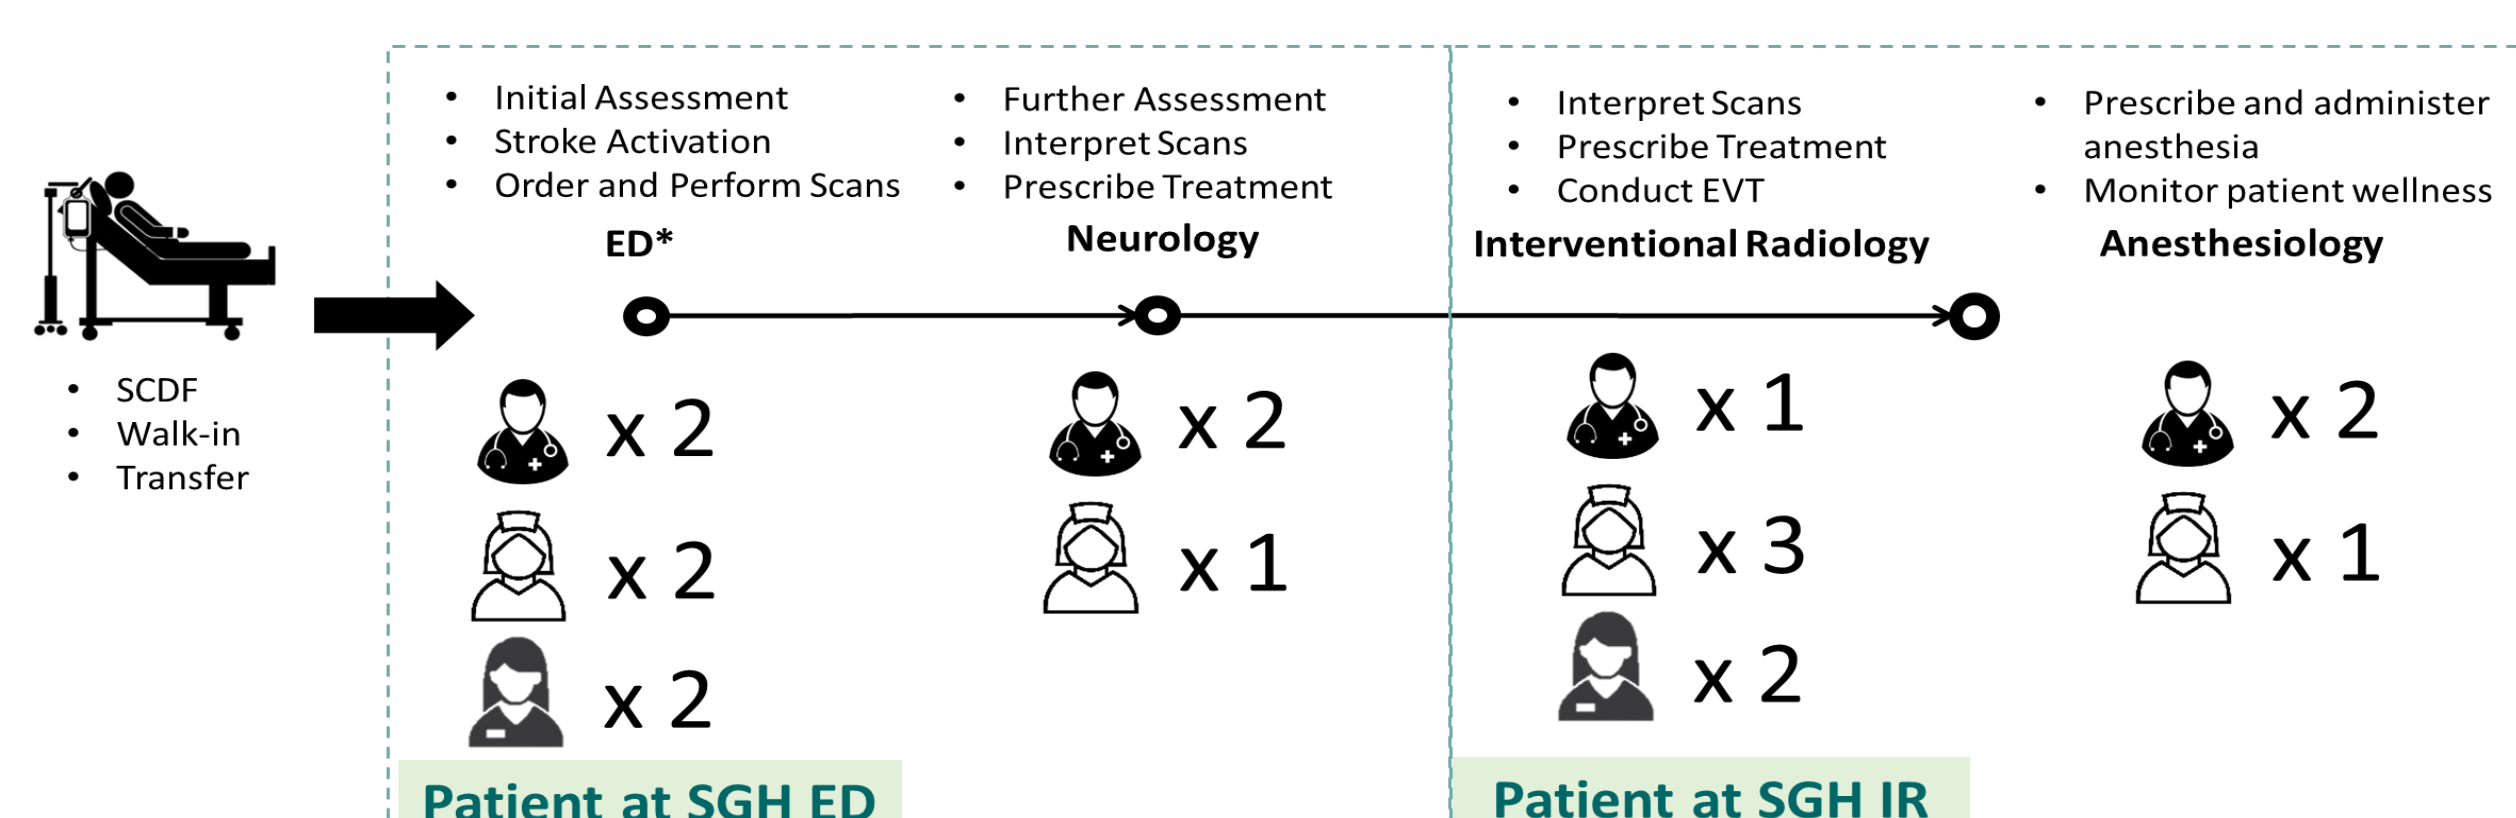 • Initial Assessment
• Stroke Activation
• Order and Perform Scans
ED*
• Further Assessment
• Interpret Scans
• Prescribe Treatment
Neurology
• Interpret Scans
• Prescribe Treatment
• Conduct EVT
Interventional Radiology
• Prescribe and administer
anesthesia
• Monitor patient wellness
Anesthesiology
• SCDF
• Walk-in
• Transfer
x 2
x 2
x 2
x 2
x 1
x 1
x 3
x 2
x 2
x 1
Patient at SGH ED
Patient at SGH IR